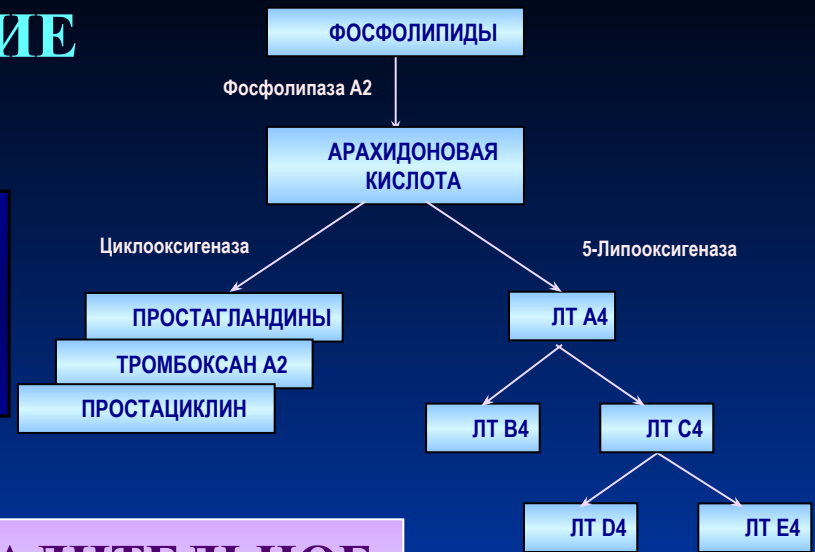 ФОСФОЛИПИДЫ
Фосфолипаза А2
АРАХИДОНОВАЯ
КИСЛОТА
Циклооксигеназа
5-Липооксигеназа
ПРОСТАГЛАНДИНЫ
ЛТ А4
ТРОМБОКСАН А2
ПРОСТАЦИКЛИН
ЛТ В4
ЛТ С4
ЛТ D4
ЛТ Е4